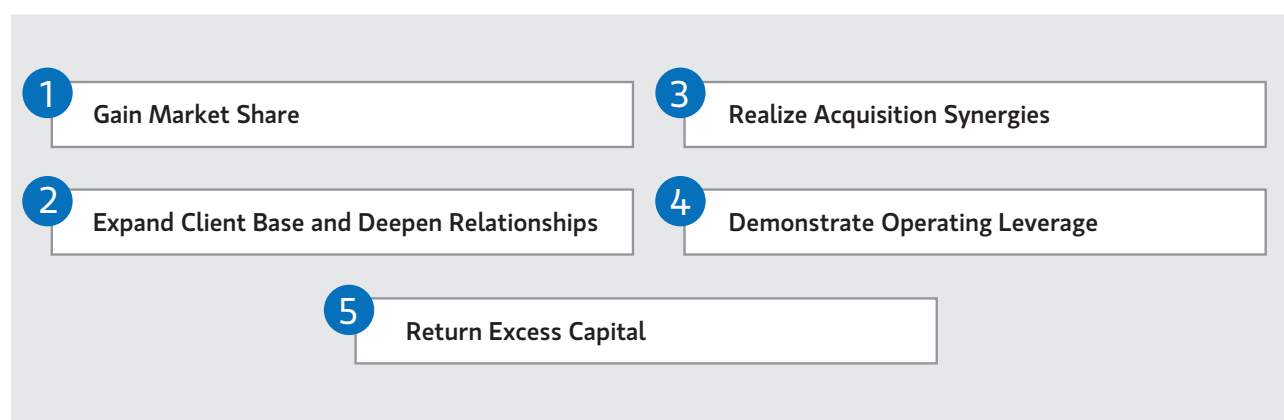 1
Gain Market Share
2
Expand Client Base and Deepen Relationships
3
Realize Acquisition Synergies
4
Demonstrate Operating Leverage
5
Return Excess Capital